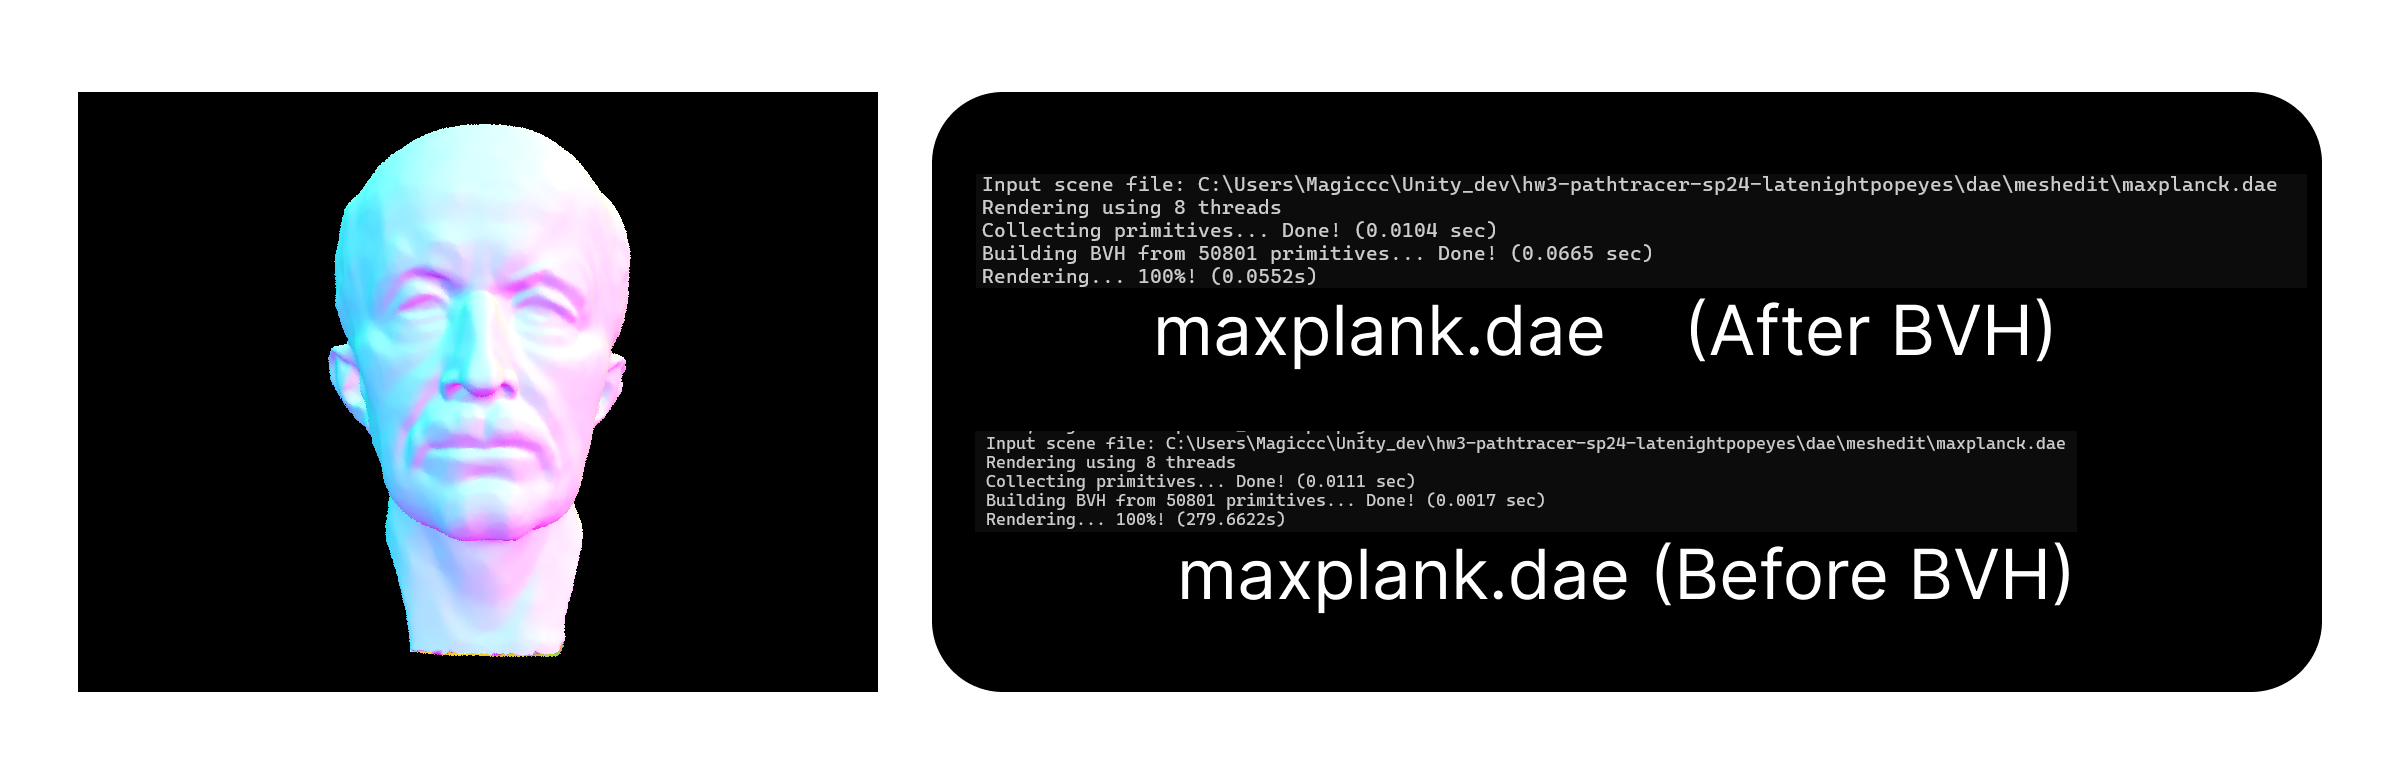 Input scene file: C:\Users\Magiccc\Unity_dev\hw3-pathtracer-sp24-latenightpopeyes\dae\meshedit\maxplanck.dae
Rendering using 8 threads
Collecting primitives... Done! (0.0104 sec)
Building BVH from 50801 primitives... Done! (0.0665 sec)
Rendering... 100%! (0.0552s)
maxplank.dae (After BVH)
Input scene file: C:\Users\Magiccc\Unity_dev\hw3-pathtracer-sp24-latenightpopeyes\dae\meshedit\maxplanck.dae
Rendering using 8 threads
Collecting primitives... Done! (0.0111 sec)
Building BVH from 50801 primitives... Done! (0.0017 sec)
Rendering... 100%! (279.6622s)
maxplank.dae (Before BVH)